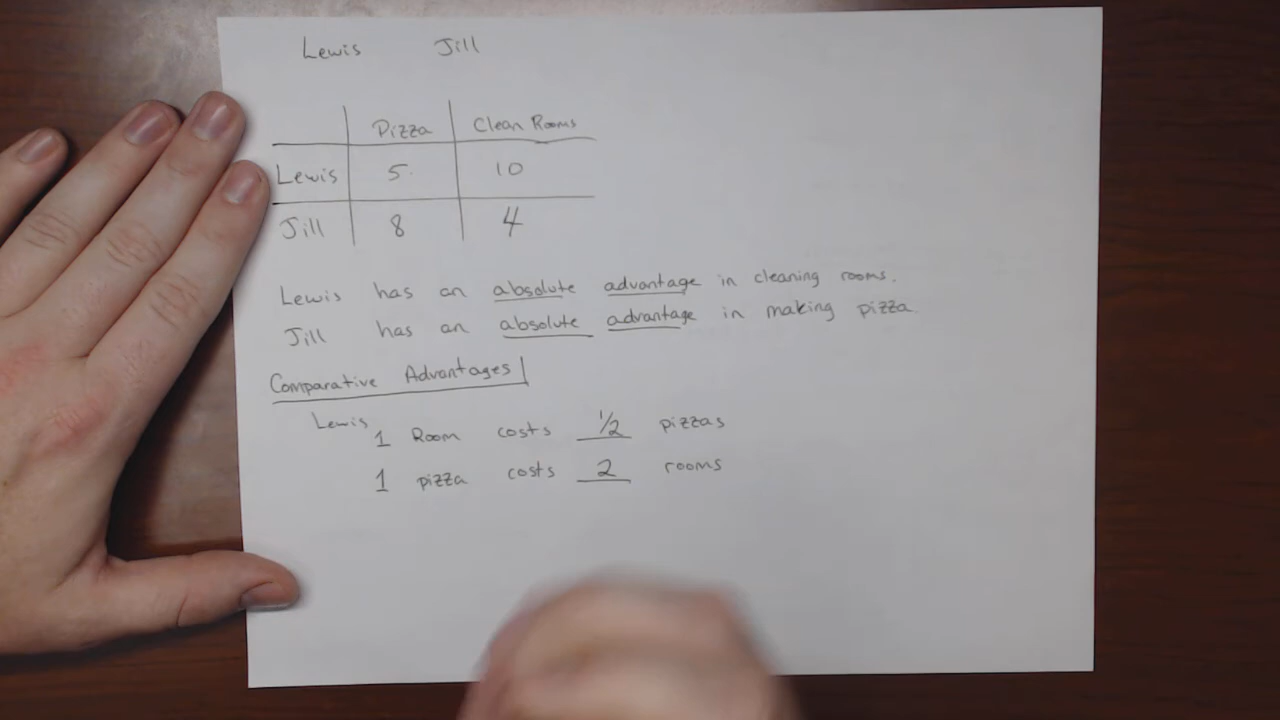 Lewis Jill
Pizza Clean Rooms
Lewis 5 10
Jill 8 4
Lewis has an absolute advantage in cleaning rooms.
Jill has an absolute advantage in making pizza.
Comparative Advantages
Lewis
1 Room costs 1/2 pizzas
1 pizza costs 2 rooms